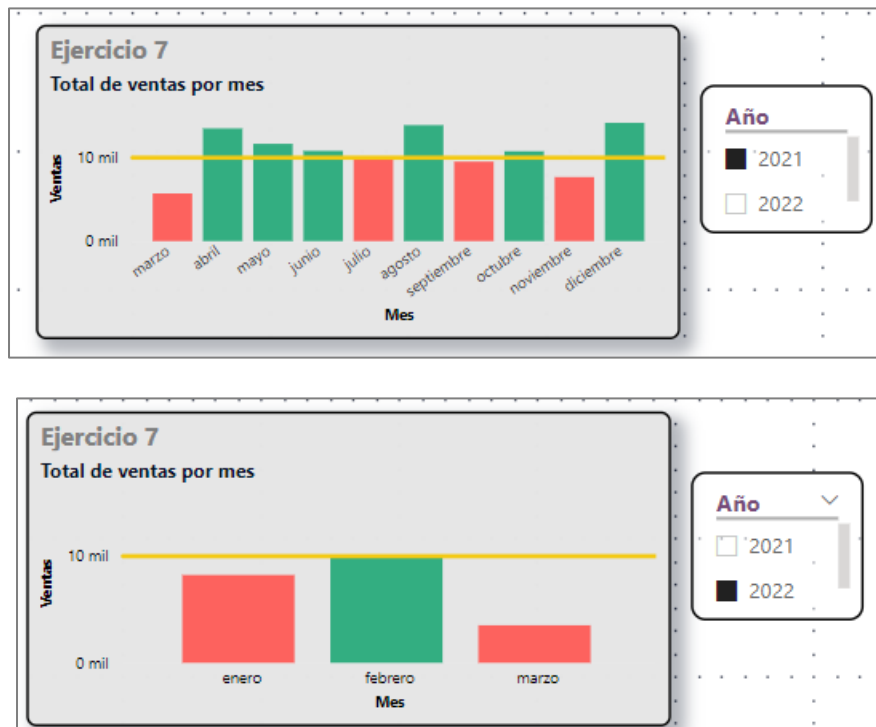 Ejercicio 7
Total de ventas por mes
Ventas
10 mil
0 mil
marzo
abril
mayo
junio
julio
agosto
septiembre
octubre
noviembre
diciembre
Mes
Año
2021
2022
Ejercicio 7
Total de ventas por mes
Ventas
10 mil
0 mil
enero
febrero
marzo
Mes
Año
2021
2022